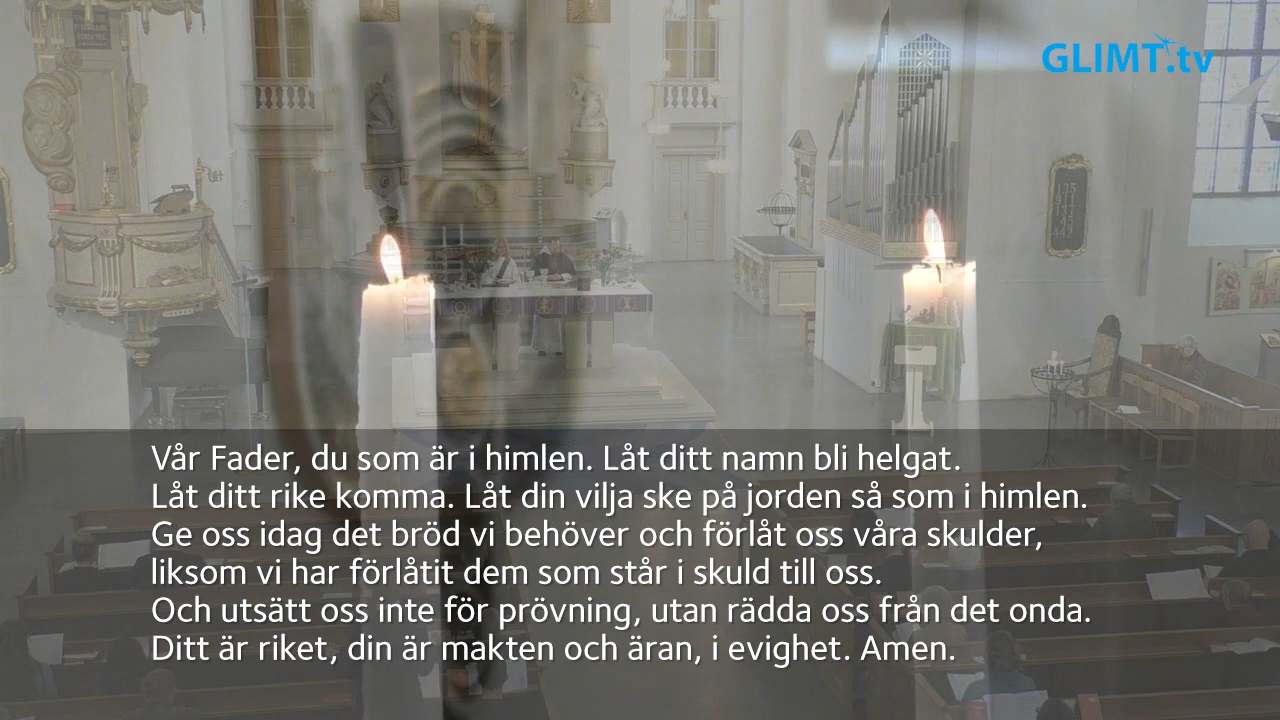 GLIMT.tv
135
Vår Fader, du som är i himlen. Låt ditt namn bli helgat.
Låt ditt rike komma. Låt din vilja ske på jorden så som i himlen.
Ge oss idag det bröd vi behöver och förlåt oss våra skulder,
liksom vi har förlåtit dem som står i skuld till oss.
Och utsätt oss inte för prövning, utan rädda oss från det onda.
Ditt är riket, din är makten och äran, i evighet. Amen.